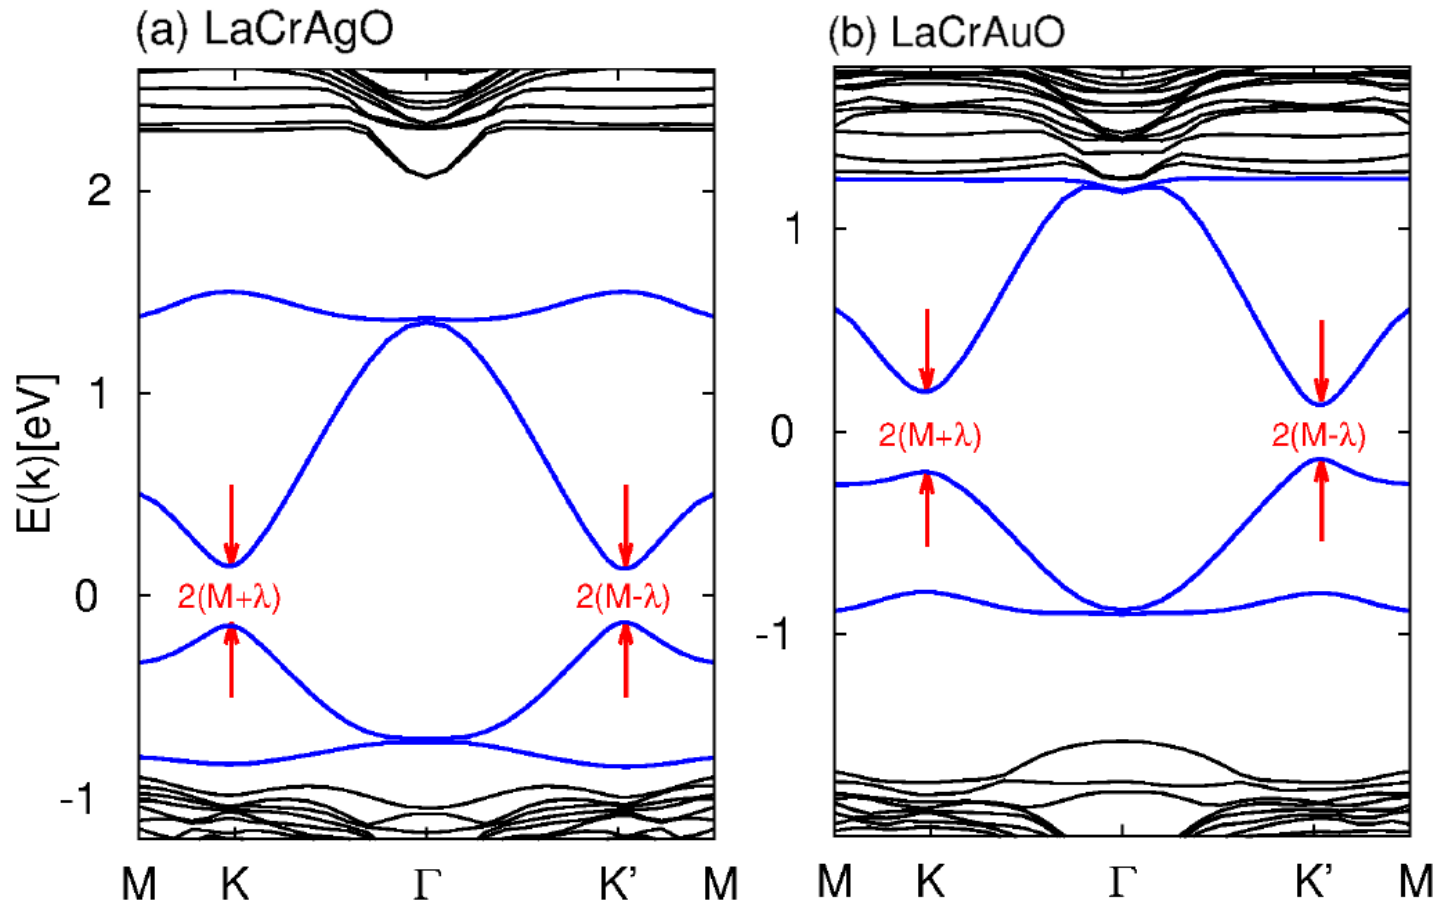 (a) LaCrAgO
E(k)[eV]
2
1
0
-1
2(M+λ)
2(M-λ)
M K Γ K' M
(b) LaCrAuO
1
0
-1
2(M+λ)
2(M-λ)
M K Γ K' M